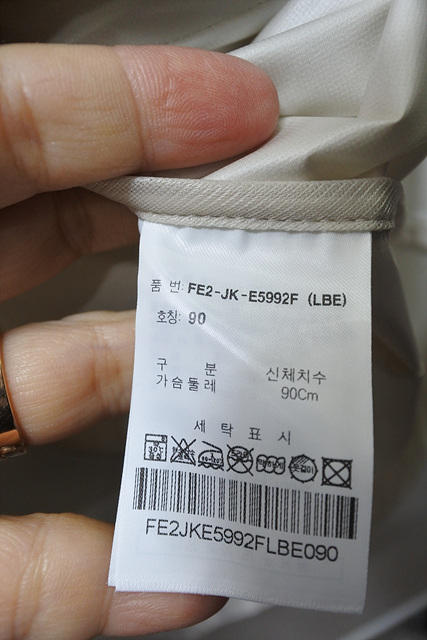 품 번: FE2-JK-E5992F (LBE)
호칭: 90
구 분 신체치수
가슴둘레 90Cm
세 탁 표 시
FE2JKE5992FLBE090